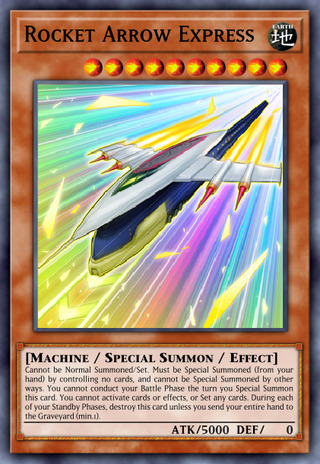 Rocket Arrow Express
EARTH
地
[Machine / Special Summon / Effect]
Cannot be Normal Summoned/Set. Must be Special Summoned (from your
hand) by controlling no cards, and cannot be Special Summoned by other
ways. You cannot conduct your Battle Phase the turn you Special Summon
this card. You cannot activate cards or effects, or Set any cards. During each
of your Standby Phases, destroy this card unless you send your entire hand to
the Graveyard (min.1).
ATK/5000 DEF/ 0